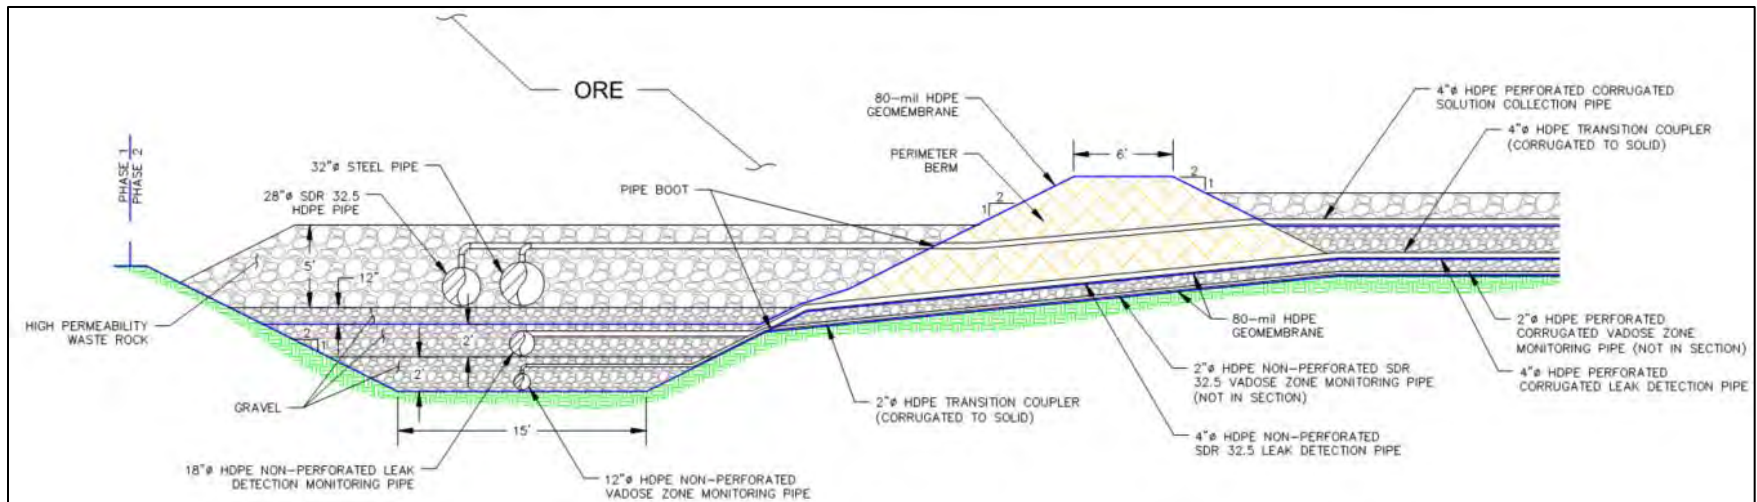 ORE
80-mil HDPE
GEOMEMBRANE
4"ø HDPE PERFORATED CORRUGATED
SOLUTION COLLECTION PIPE
4"ø HDPE TRANSITION COUPLER
(CORRUGATED TO SOLID)
PHASE 1
PHASE 2
32"ø STEEL PIPE
28"ø SDR 32.5
HDPE PIPE
PIPE BOOT
PERIMETER
BERM
6'
2
1
1
2
5'
12"
HIGH PERMEABILITY
WASTE ROCK
2
1
2'
2'
GRAVEL
15'
18"ø HDPE NON-PERFORATED LEAK
DETECTION MONITORING PIPE
12"ø HDPE NON-PERFORATED
VADOSE ZONE MONITORING PIPE
2"ø HDPE TRANSITION COUPLER
(CORRUGATED TO SOLID)
80-mil HDPE
GEOMEMBRANE
2"ø HDPE NON-PERFORATED SDR
32.5 VADOSE ZONE MONITORING PIPE
(NOT IN SECTION)
4"ø HDPE NON-PERFORATED
SDR 32.5 LEAK DETECTION PIPE
2"ø HDPE PERFORATED
CORRUGATED VADOSE ZONE
MONITORING PIPE (NOT IN SECTION)
4"ø HDPE PERFORATED
CORRUGATED LEAK DETECTION PIPE